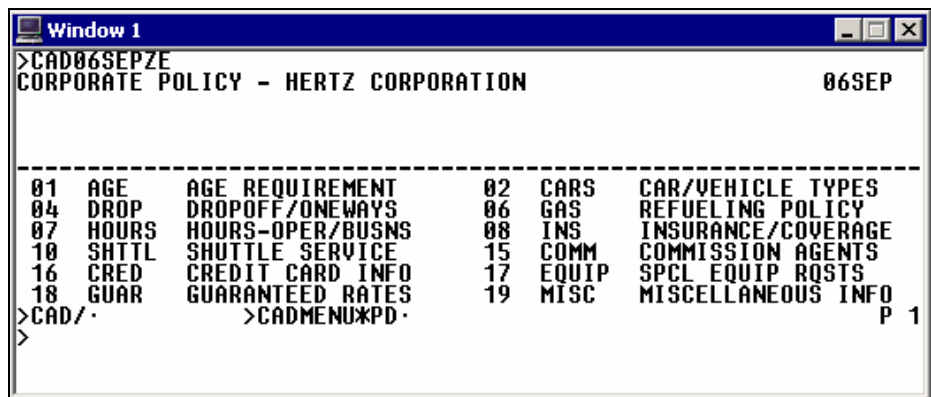 Window 1
>CAD06SEPZE
CORPORATE POLICY - HERTZ CORPORATION 06SEP
--------------------------------------------------------------
01 AGE AGE REQUIREMENT 02 CARS CAR/VEHICLE TYPES
04 DROP DROPOFF/ONEWAYS 06 GAS REFUELING POLICY
07 HOURS HOURS-OPER/BUSNS 08 INS INSURANCE/COVERAGE
10 SHTTL SHUTTLE SERVICE 15 COMM COMMISSION AGENTS
16 CRED CREDIT CARD INFO 17 EQUIP SPCL EQUIP RQSTS
18 GUAR GUARANTEED RATES 19 MISC MISCELLANEOUS INFO
>CAD/· >CADMENU*PD· P 1
>